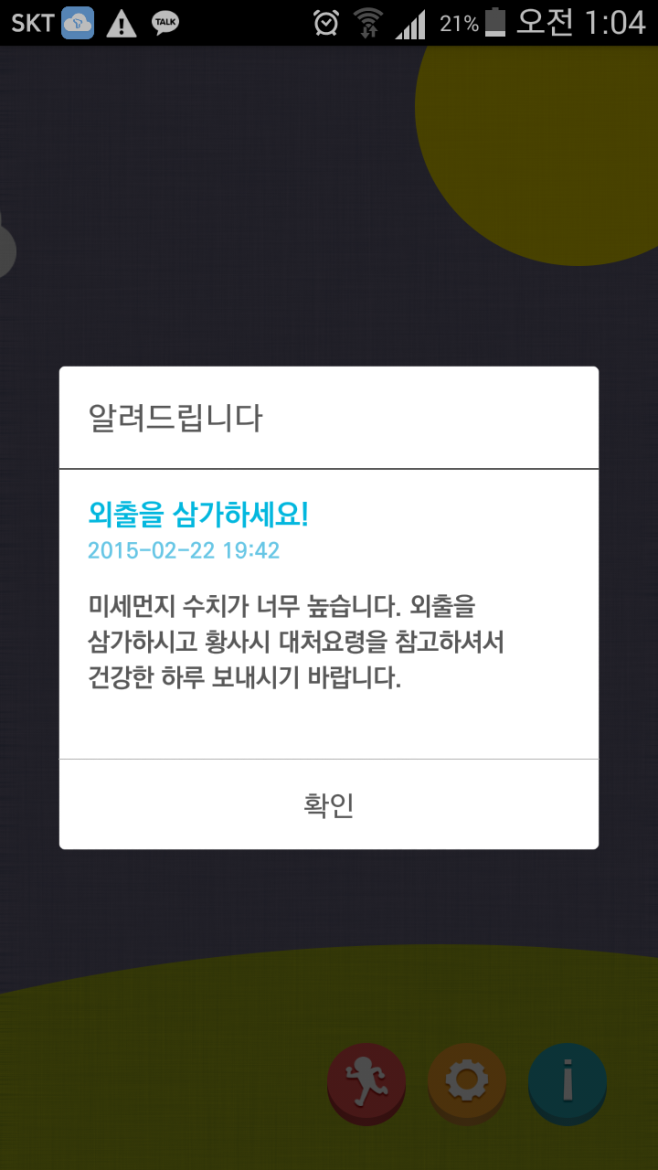 SKT TALK 21% 오전 1:04
알려드립니다
외출을 삼가하세요!
2015-02-22 19:42
미세먼지 수치가 너무 높습니다. 외출을
삼가하시고 황사시 대처요령을 참고하셔서
건강한 하루 보내시기 바랍니다.
확인
i